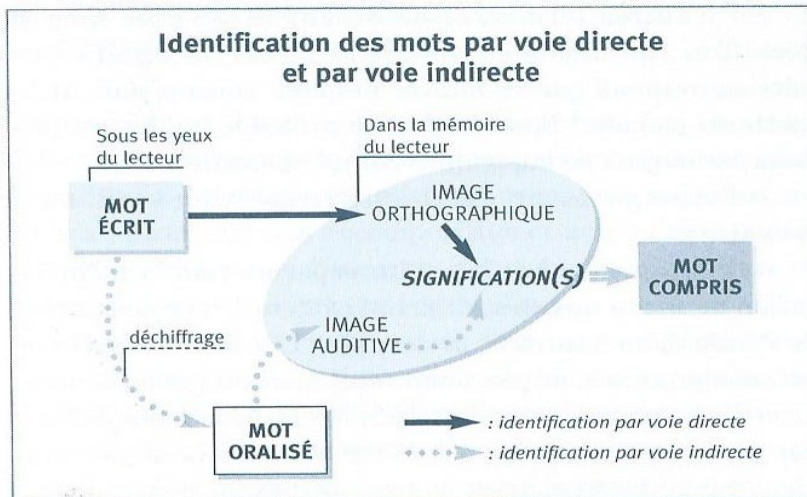 Identification des mots par voie directe
et par voie indirecte
Sous les yeux
du lecteur
Dans la mémoire
du lecteur
MOT
ÉCRIT
IMAGE
ORTHOGRAPHIQUE
SIGNIFICATION(S)
MOT
COMPRIS
déchiffrage
IMAGE
AUDITIVE
MOT
ORALISÉ
: identification par voie directe
: identification par voie indirecte